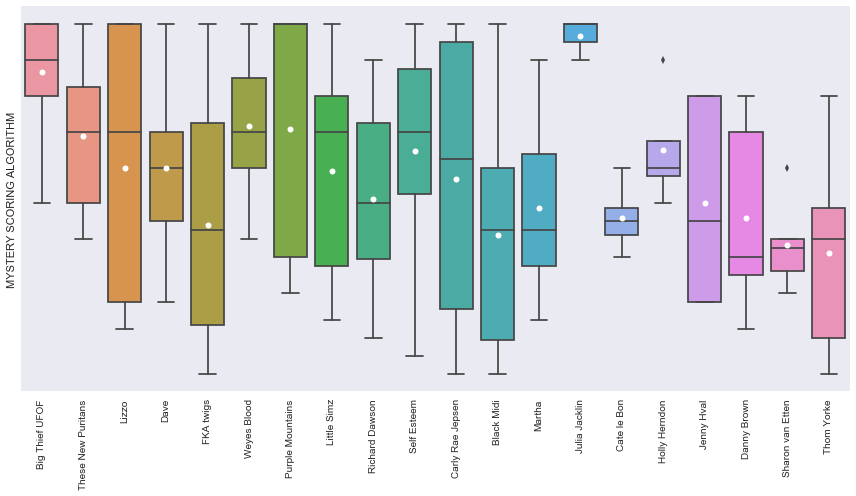 MYSTERY SCORING ALGORITHM
Big Thief UFOF
These New Puritans
Lizzo
Dave
FKA twigs
Weyes Blood
Purple Mountains
Little Simz
Richard Dawson
Self Esteem
Carly Rae Jepsen
Black Midi
Martha
Julia Jacklin
Cate le Bon
Holly Herndon
Jenny Hval
Danny Brown
Sharon van Etten
Thom Yorke